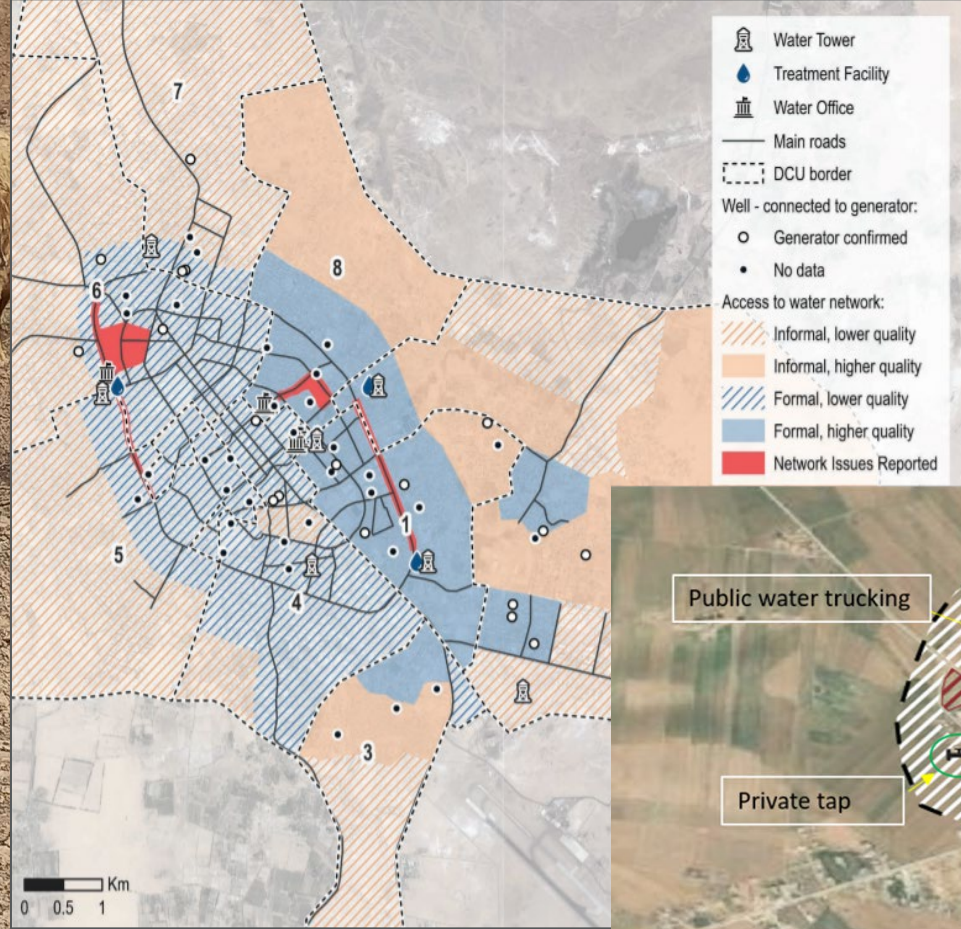 Water Tower
Treatment Facility
Water Office
Main roads
DCU border
Well - connected to generator:
Generator confirmed
No data
Access to water network:
Informal, lower quality
Informal, higher quality
Formal, lower quality
Formal, higher quality
Network Issues Reported
7
8
6
1
5
4
3
Km
0 0.5 1
Public water trucking
Private tap